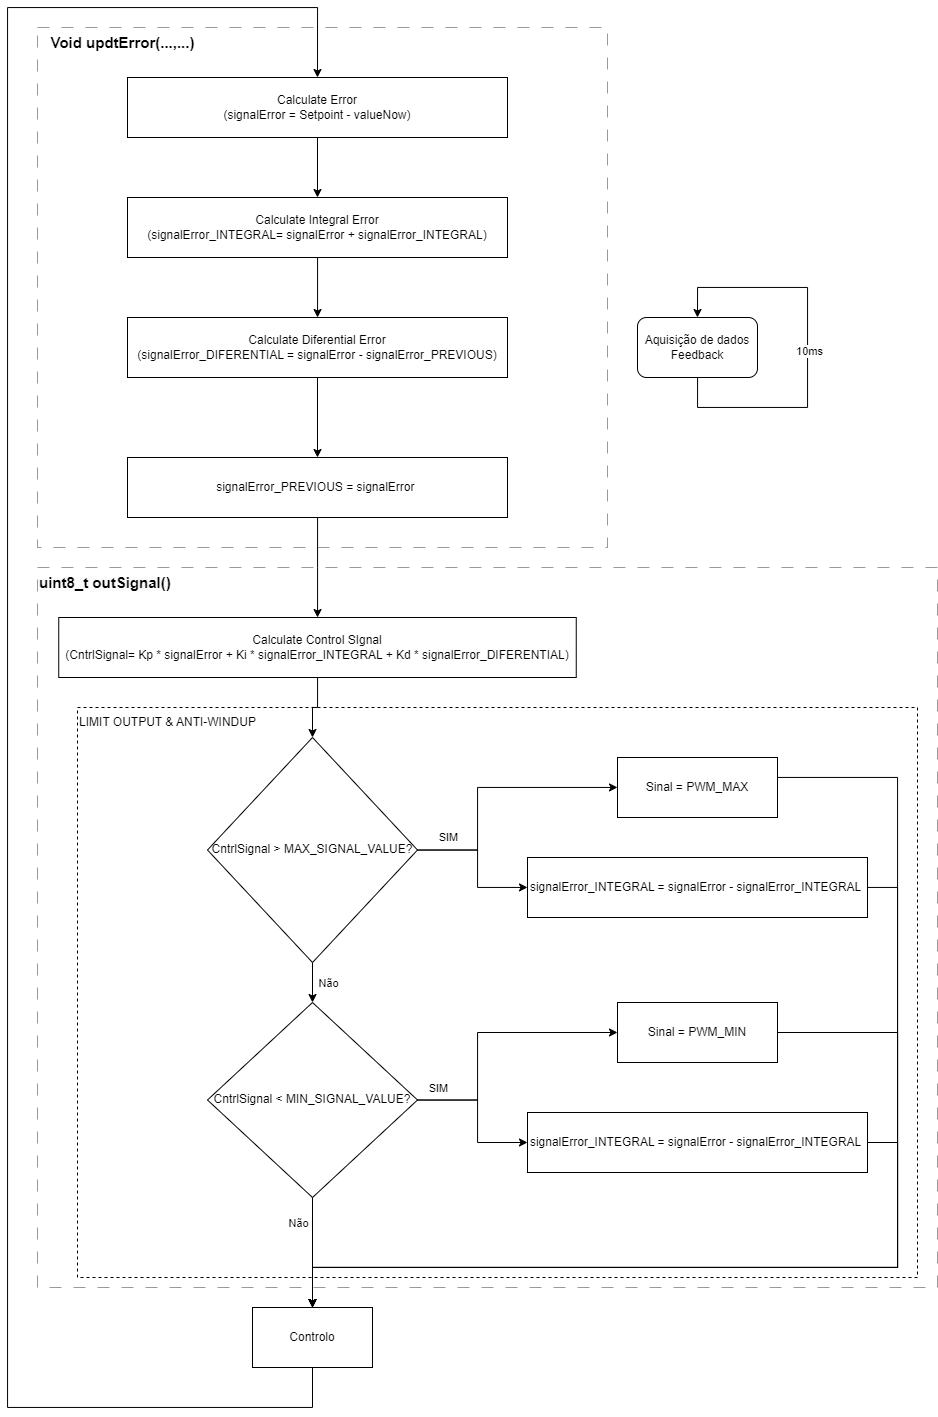 Void updtError(...,...)
Calculate Error
(signalError = Setpoint - valueNow)
Calculate Integral Error
(signalError_INTEGRAL= signalError + signalError_INTEGRAL)
Calculate Diferential Error
(signalError_DIFERENTIAL = signalError - signalError_PREVIOUS)
Aquisição de dados
Feedback
10ms
signalError_PREVIOUS = signalError
uint8_t outSignal()
Calculate Control SIgnal
(CntrlSignal= Kp * signalError + Ki * signalError_INTEGRAL + Kd * signalError_DIFERENTIAL)
LIMIT OUTPUT & ANTI-WINDUP
CntrlSignal > MAX_SIGNAL_VALUE?
SIM
Sinal = PWM_MAX
signalError_INTEGRAL = signalError - signalError_INTEGRAL
Não
CntrlSignal < MIN_SIGNAL_VALUE?
SIM
Sinal = PWM_MIN
signalError_INTEGRAL = signalError - signalError_INTEGRAL
Não
Controlo